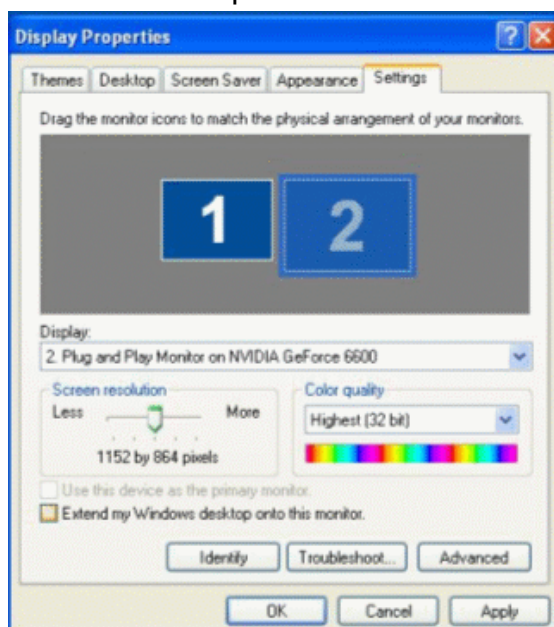 Display Properties
Themes Desktop Screen Saver Appearance Settings
Drag the monitor icons to match the physical arrangement of your monitors.
1 2
Display:
2. Plug and Play Monitor on NVIDIA GeForce 6600
Screen resolution Color quality
Less More Highest (32 bit)
1152 by 864 pixels
Use this device as the primary monitor.
Extend my Windows desktop onto this monitor.
Identify Troubleshoot... Advanced
OK Cancel Apply